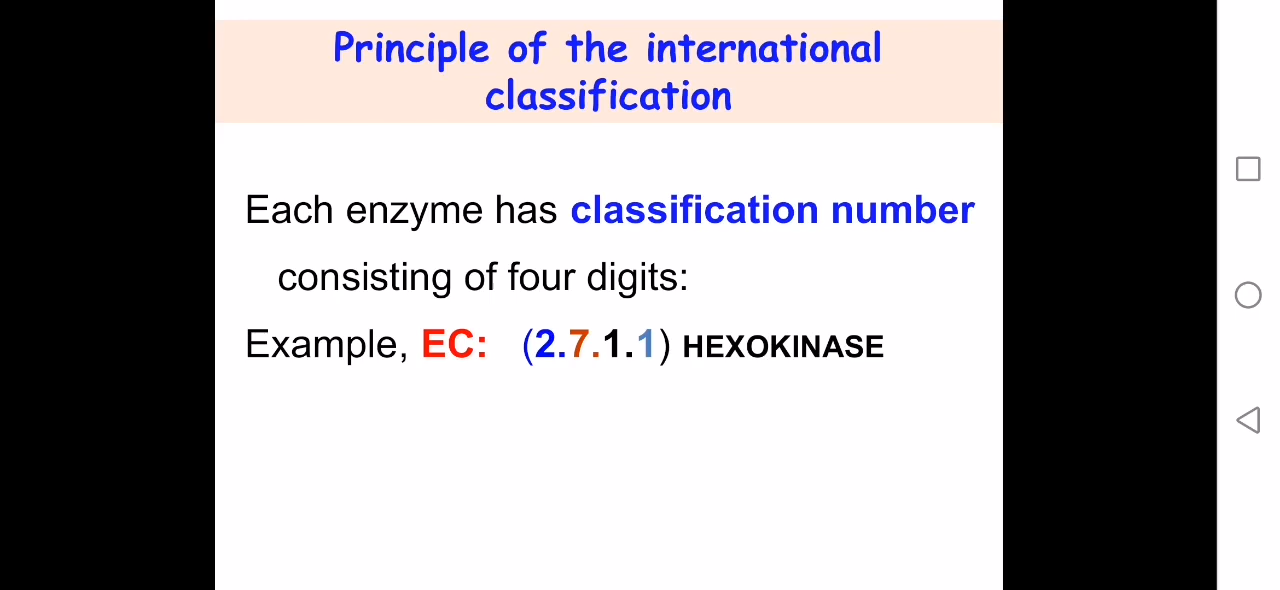 Principle of the international
classification
Each enzyme has classification number
consisting of four digits:
Example, EC: (2.7.1.1) HEXOKINASE